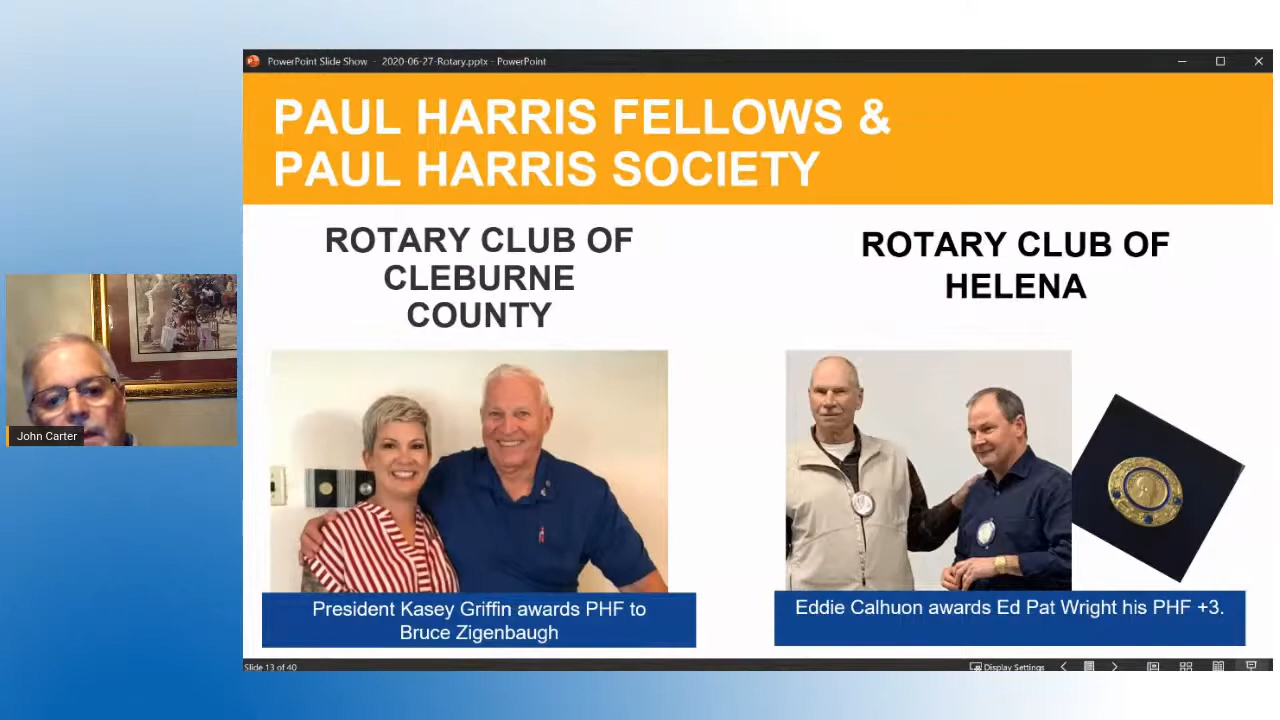 PowerPoint Slide Show - 2020-06-27-Rotary.pptx - PowerPoint
PAUL HARRIS FELLOWS &
PAUL HARRIS SOCIETY
ROTARY CLUB OF
CLEBURNE
COUNTY
ROTARY CLUB OF
HELENA
John Carter
President Kasey Griffin awards PHF to
Bruce Zigenbaugh
Eddie Calhuon awards Ed Pat Wright his PHF +3.
Slide 13 of 40
Display Settings